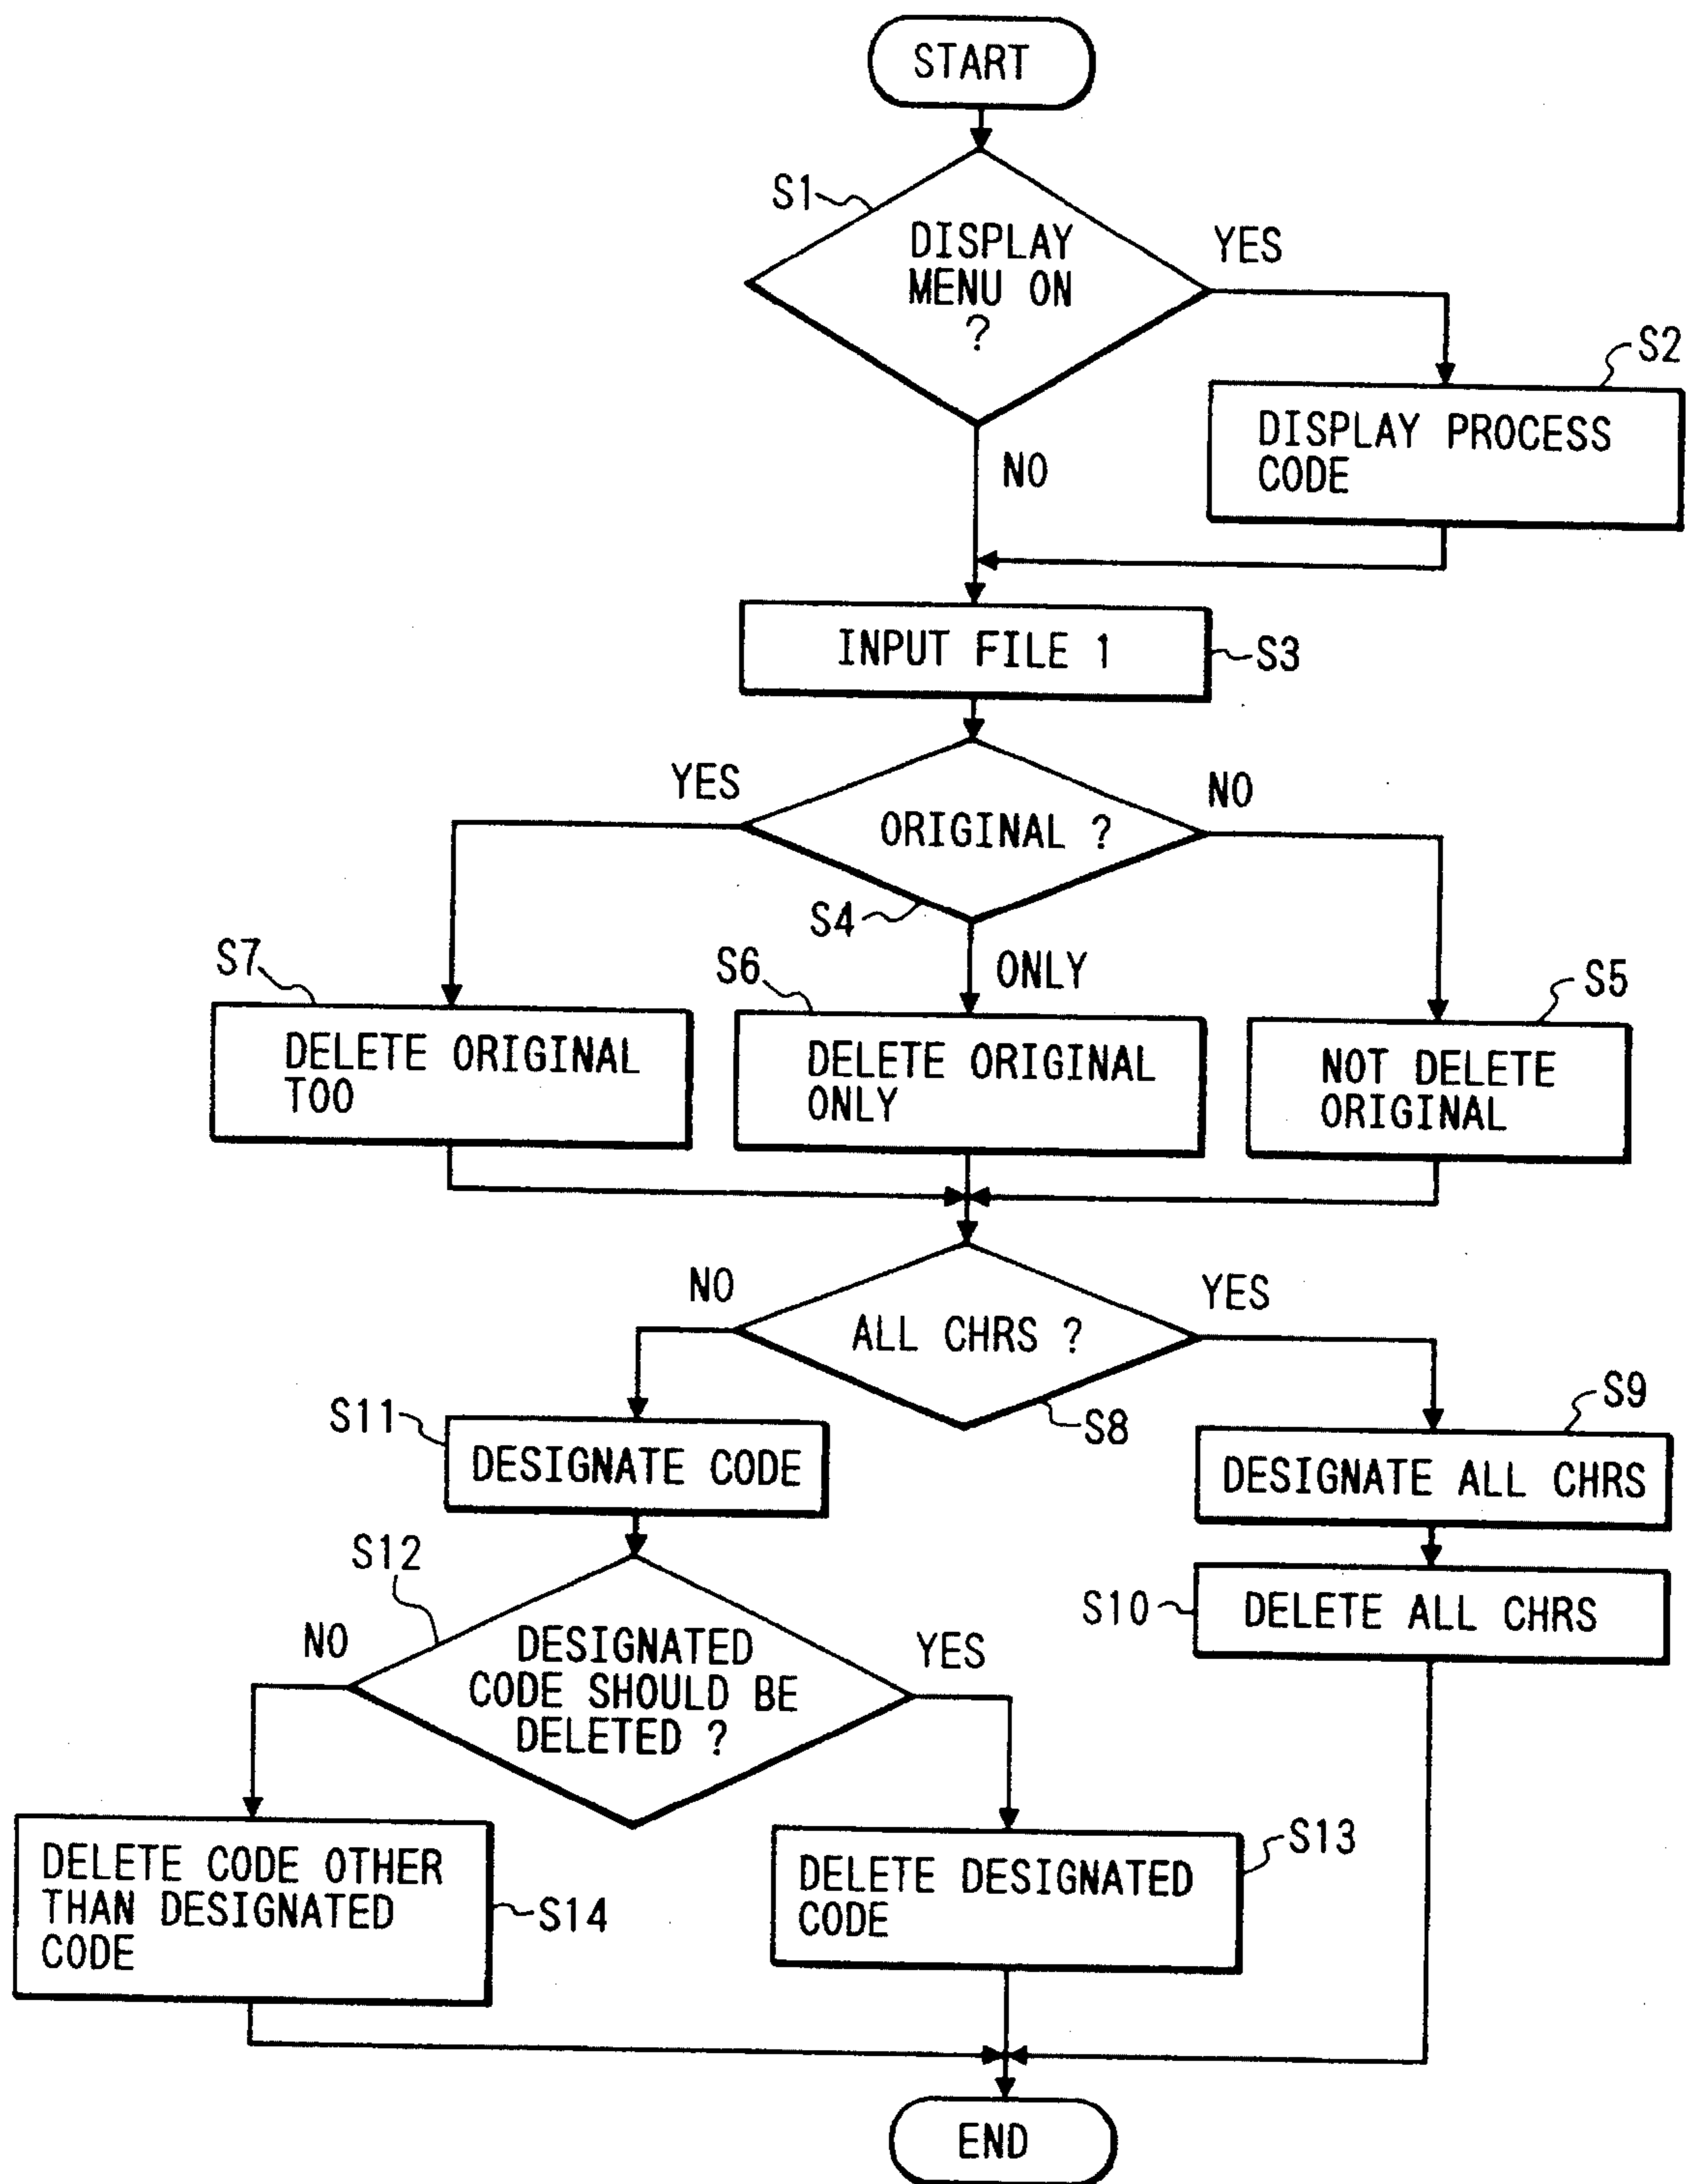 START
S1
DISPLAY
MENU ON
?
YES
S2
DISPLAY PROCESS
CODE
NO
INPUT FILE 1
S3
YES
ORIGINAL ?
NO
S4
S7
S6
ONLY
S5
DELETE ORIGINAL
TOO
DELETE ORIGINAL
ONLY
NOT DELETE
ORIGINAL
NO
ALL CHRS ?
YES
S8
S11
DESIGNATE CODE
S9
DESIGNATE ALL CHRS
S12
S10
DELETE ALL CHRS
NO
DESIGNATED
CODE SHOULD BE
DELETED ?
YES
DELETE CODE OTHER
THAN DESIGNATED
CODE
S14
DELETE DESIGNATED
CODE
S13
END